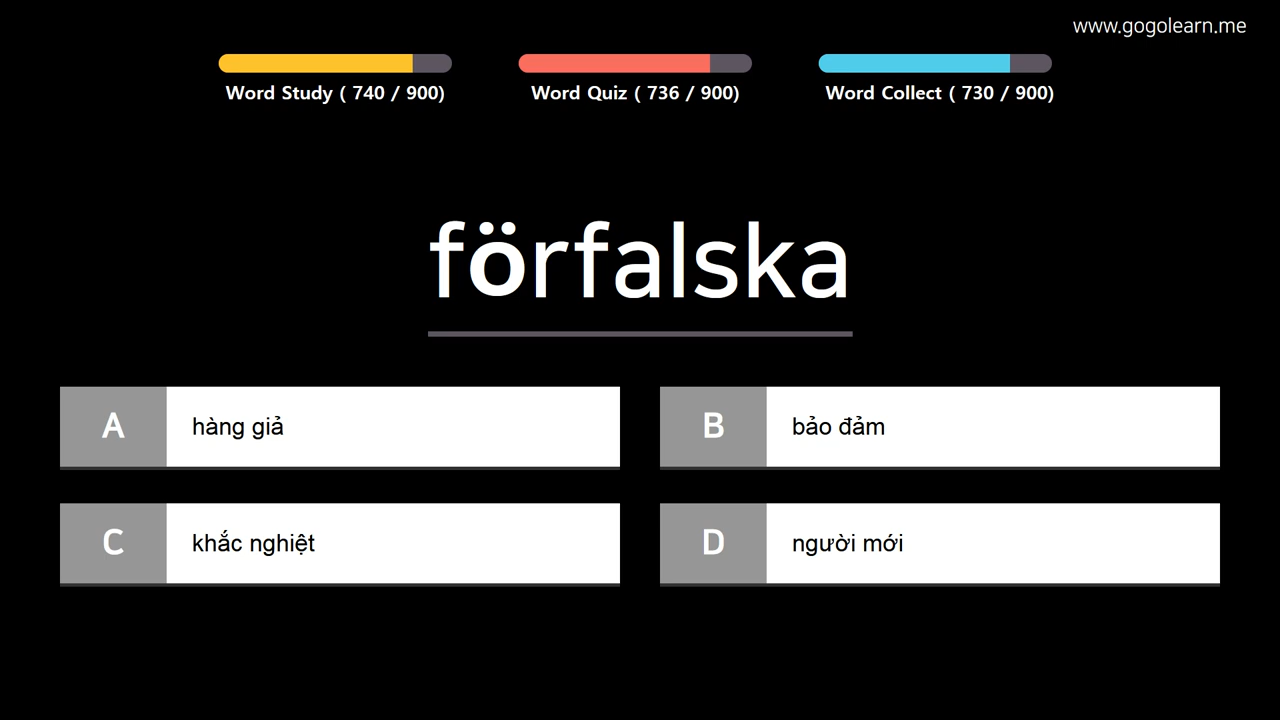 www.gogolearn.me
Word Study ( 740 / 900)
Word Quiz ( 736 / 900)
Word Collect ( 730 / 900)
förfalska
A hàng giả
B bảo đảm
C khắc nghiệt
D người mới